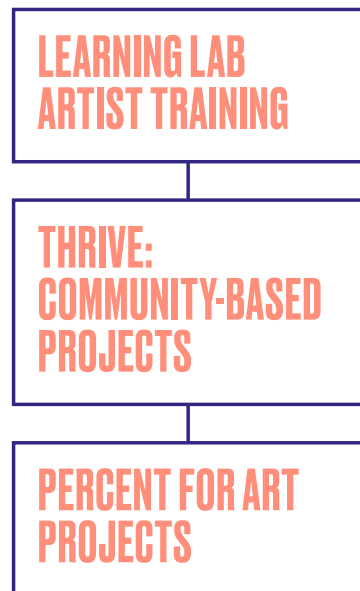 LEARNING LAB
ARTIST TRAINING
THRIVE:
COMMUNITY-BASED
PROJECTS
PERCENT FOR ART
PROJECTS